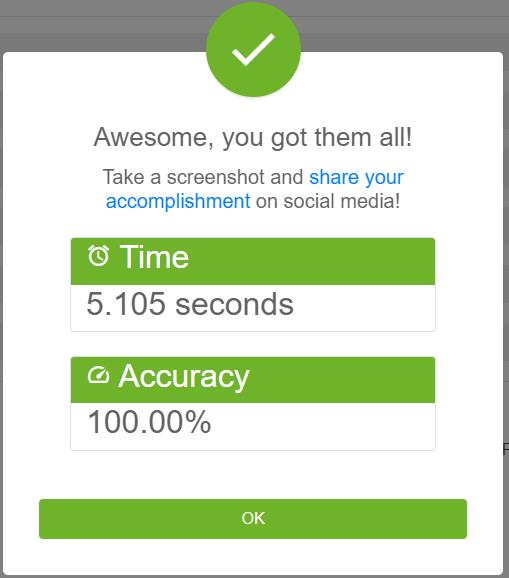 Awesome, you got them all!
Take a screenshot and share your
accomplishment on social media!
Time
5.105 seconds
Accuracy
100.00%
OK